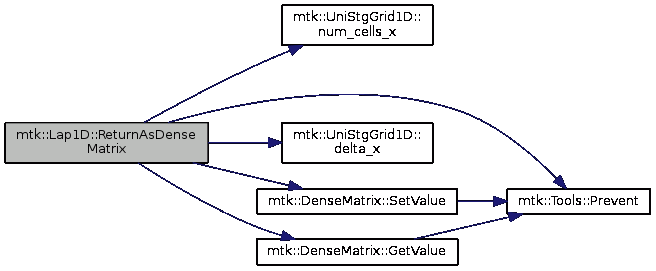 mtk::UniStgGrid1D::
num_cells_x
mtk::Lap1D::ReturnAsDense
Matrix
mtk::UniStgGrid1D::
delta_x
mtk::DenseMatrix::SetValue
mtk::Tools::Prevent
mtk::DenseMatrix::GetValue